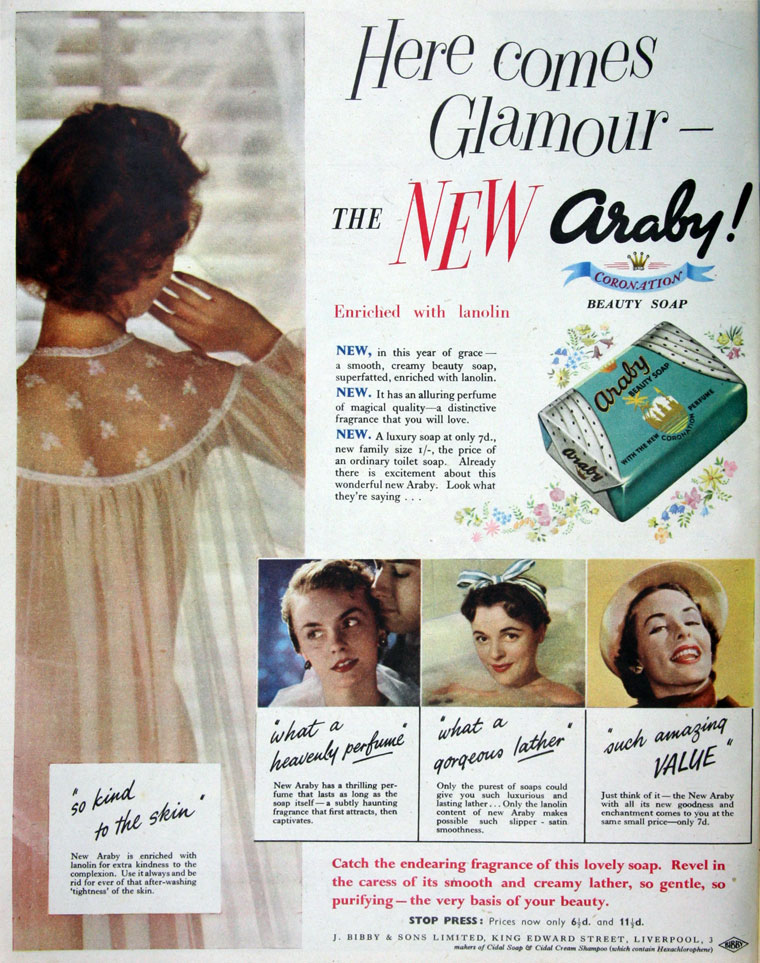 Here comes
Glamour –
THE NEW araby!
CORONATION
BEAUTY SOAP
Enriched with lanolin
NEW, in this year of grace —
a smooth, creamy beauty soap,
superfatted, enriched with lanolin.
NEW. It has an alluring perfume
of magical quality—a distinctive
fragrance that you will love.
NEW. A luxury soap at only 7d.,
new family size 1/-, the price of
an ordinary toilet soap. Already
there is excitement about this
wonderful new Araby. Look what
they're saying . . .
araby
BEAUTY SOAP
WITH THE NEW CORONATION PERFUME
araby
"what a
heavenly perfume"
New Araby has a thrilling per-
fume that lasts as long as the
soap itself — a subtly haunting
fragrance that first attracts, then
captivates.
"what a
gorgeous lather"
Only the purest of soaps could
give you such luxurious and
lasting lather . . . Only the lanolin
content of new Araby makes
possible such slipper - satin
smoothness.
"such amazing
VALUE"
Just think of it — the New Araby
with all its new goodness and
enchantment comes to you at the
same small price—only 7d.
"so kind
to the skin"
New Araby is enriched with
lanolin for extra kindness to the
complexion. Use it always and be
rid for ever of that after-washing
'tightness' of the skin.
Catch the endearing fragrance of this lovely soap. Revel in
the caress of its smooth and creamy lather, so gentle, so
purifying — the very basis of your beauty.
STOP PRESS: Prices now only 6½d. and 11½d.
J. BIBBY & SONS LIMITED, KING EDWARD STREET, LIVERPOOL, 3
makers of Cidal Soap & Cidal Cream Shampoo (which contain Hexachlorophene)
BIBBY